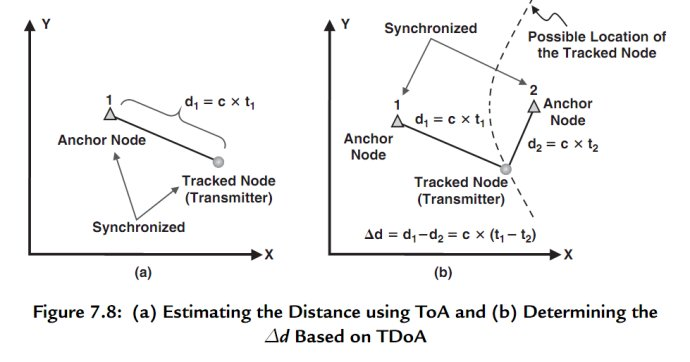 Y
1
d₁ = c × t₁
Anchor Node
Tracked Node
(Transmitter)
Synchronized
X
(a)
Y
Synchronized
Possible Location of
the Tracked Node
1
2
Anchor
Node
d₁ = c × t₁
Anchor
Node
d₂ = c × t₂
Tracked Node
(Transmitter)
Δd = d₁–d₂ = c × (t₁ – t₂)
X
(b)
Figure 7.8: (a) Estimating the Distance using ToA and (b) Determining the
Δd Based on TDoA